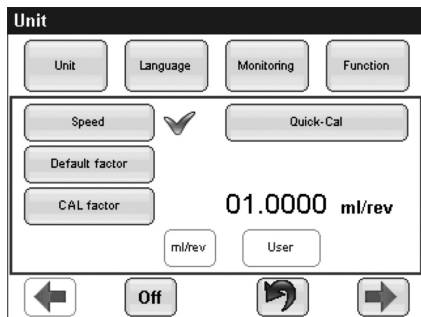 Unit
Unit Language Monitoring Function
Speed Quick-Cal
Default factor
CAL factor 01.0000 ml/rev
ml/rev User
Off